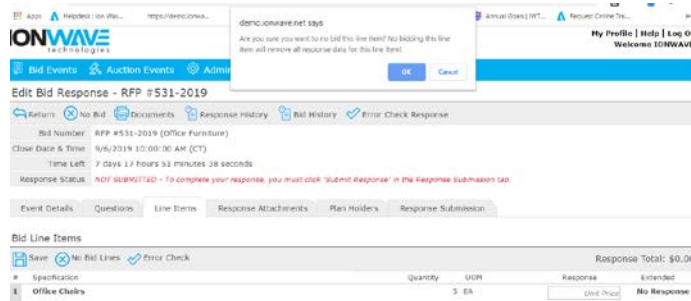 Apps
Helpdesk : Ion Wav...
https://demo.ionwa...
Annual Goals | IWT...
Request Online Trai...
demo.ionwave.net says
Are you sure you want to no bid this line item? No bidding this line
item will remove all response data for this line item!
OK Cancel
IONWAVE
technologies
My Profile | Help | Log O
Welcome IONWAVE
Bid Events Auction Events Admin
Edit Bid Response - RFP #531-2019
Return No Bid Documents Response History Bid History Error Check Response
Bid Number RFP #531-2019 (Office Furniture)
Close Date & Time 9/6/2019 10:00:00 AM (CT)
Time Left 7 days 17 hours 51 minutes 38 seconds
Response Status NOT SUBMITTED - To complete your response, you must click 'Submit Response' in the Response Submission tab.
Event Details Questions Line Items Response Attachments Plan Holders Response Submission
Bid Line Items
Save No Bid Lines Error Check Response Total: $0.00
# Specification Quantity UOM Response Extended
1 Office Chairs 5 EA Unit Price No Response